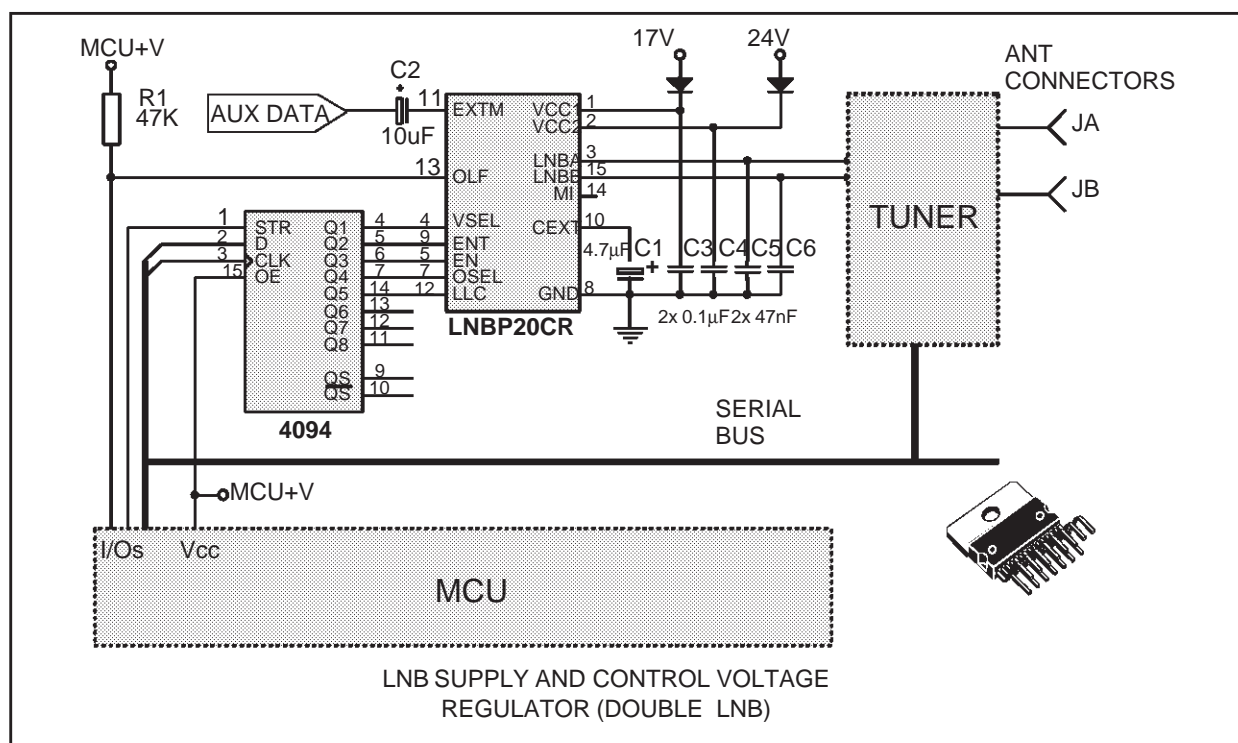 MCU+V
R1
47K
AUX DATA
C2
+
10uF
17V
24V
ANT
CONNECTORS
JA
JB
TUNER
11 EXTM
13 OLF
4 VSEL
9 ENT
5 EN
7 OSEL
12 LLC
VCC1 1
VCC2 2
LNBA 3
LNBB 15
MI 14
CEXT 10
GND 8
LNBP20CR
4.7µF C1 +
C3 C4 C5 C6
2x 0.1µF 2x 47nF
1 STR
2 D
3 CLK
15 OE
Q1 4
Q2 5
Q3 6
Q4 7
Q5 14
Q6 13
Q7 12
Q8 11
QS 9
QS 10
4094
SERIAL
BUS
MCU+V
I/Os Vcc
MCU
LNB SUPPLY AND CONTROL VOLTAGE
REGULATOR (DOUBLE LNB)